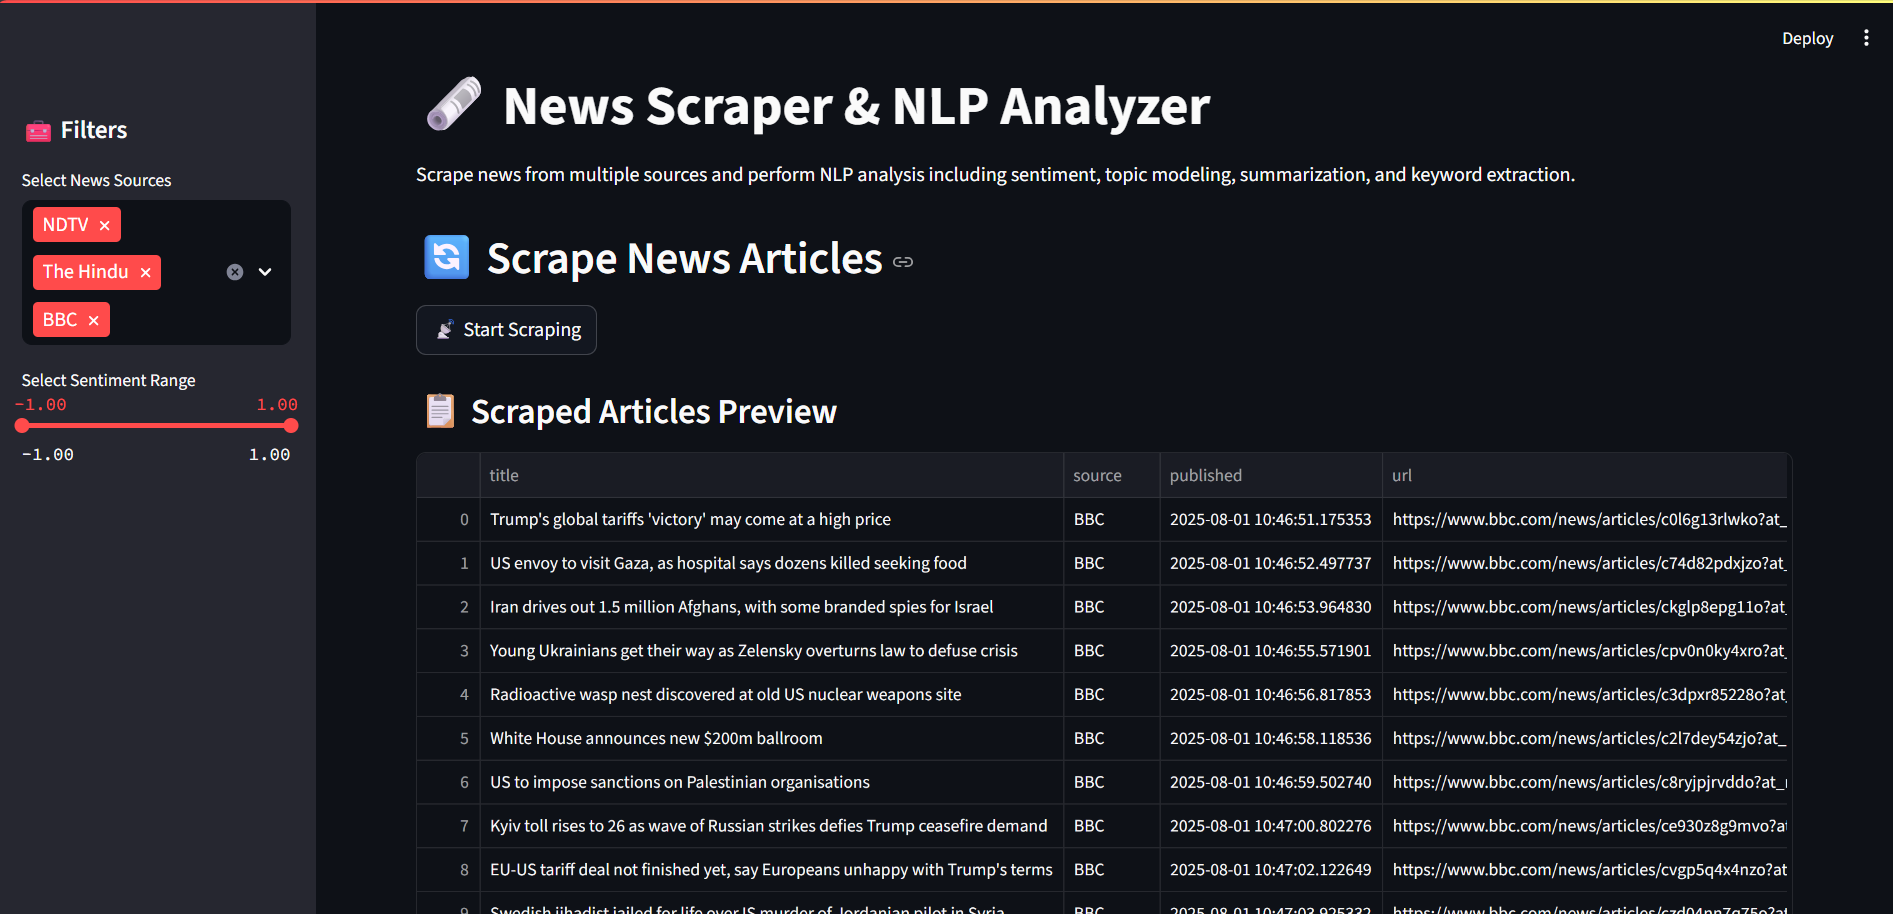 Deploy
Filters
Select News Sources
NDTV
The Hindu
BBC
Select Sentiment Range
-1.00 1.00
-1.00 1.00
News Scraper & NLP Analyzer
Scrape news from multiple sources and perform NLP analysis including sentiment, topic modeling, summarization, and keyword extraction.
Scrape News Articles
Start Scraping
Scraped Articles Preview
title source published url
0 Trump's global tariffs 'victory' may come at a high price BBC 2025-08-01 10:46:51.175353 https://www.bbc.com/news/articles/c0l6g13rlwko?at_
1 US envoy to visit Gaza, as hospital says dozens killed seeking food BBC 2025-08-01 10:46:52.497737 https://www.bbc.com/news/articles/c74d82pdxjzo?at_
2 Iran drives out 1.5 million Afghans, with some branded spies for Israel BBC 2025-08-01 10:46:53.964830 https://www.bbc.com/news/articles/ckglp8epg11o?at_
3 Young Ukrainians get their way as Zelensky overturns law to defuse crisis BBC 2025-08-01 10:46:55.571901 https://www.bbc.com/news/articles/cpv0n0ky4xro?at_
4 Radioactive wasp nest discovered at old US nuclear weapons site BBC 2025-08-01 10:46:56.817853 https://www.bbc.com/news/articles/c3dpxr85228o?at_
5 White House announces new $200m ballroom BBC 2025-08-01 10:46:58.118536 https://www.bbc.com/news/articles/c2l7dey54zjo?at_
6 US to impose sanctions on Palestinian organisations BBC 2025-08-01 10:46:59.502740 https://www.bbc.com/news/articles/c8ryjpjrvddo?at_
7 Kyiv toll rises to 26 as wave of Russian strikes defies Trump ceasefire demand BBC 2025-08-01 10:47:00.802276 https://www.bbc.com/news/articles/ce930z8g9mvo?at
8 EU-US tariff deal not finished yet, say Europeans unhappy with Trump's terms BBC 2025-08-01 10:47:02.122649 https://www.bbc.com/news/articles/cvgp5q4x4nzo?at
9 Swedish jihadist jailed for life over IS murder of Jordanian pilot in Syria BBC 2025-08-01 10:47:03.925332